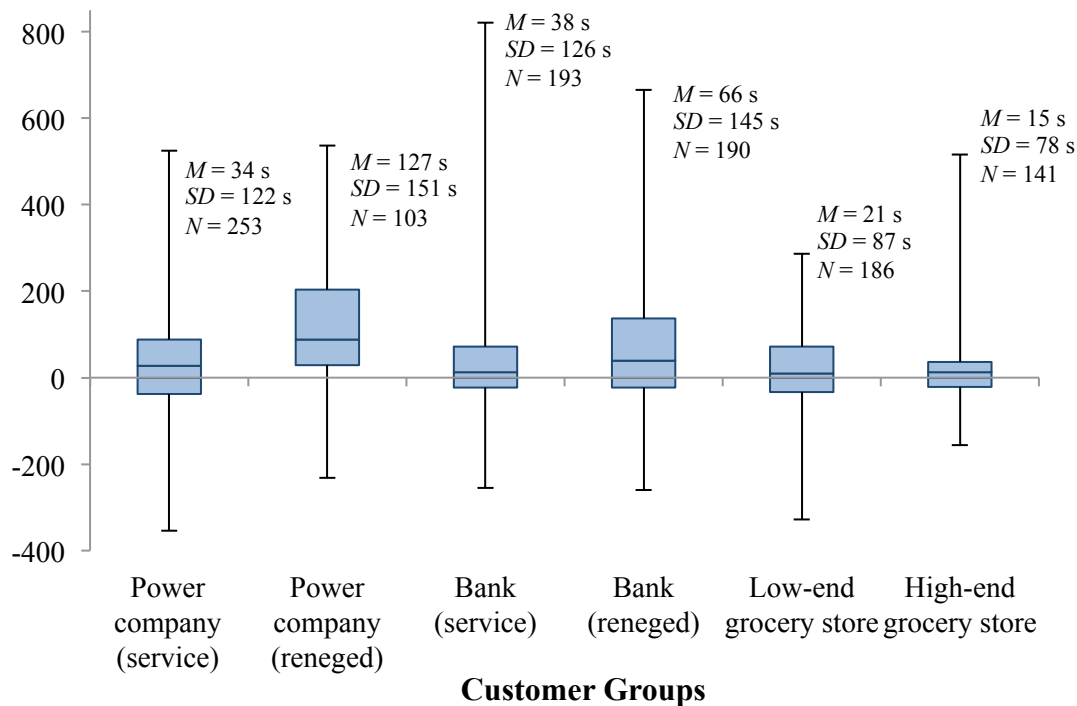 800
600
400
200
0
-200
-400
M = 34 s
SD = 122 s
N = 253
M = 127 s
SD = 151 s
N = 103
M = 38 s
SD = 126 s
N = 193
M = 66 s
SD = 145 s
N = 190
M = 21 s
SD = 87 s
N = 186
M = 15 s
SD = 78 s
N = 141
Power
company
(service)
Power
company
(reneged)
Bank
(service)
Bank
(reneged)
Low-end
grocery store
High-end
grocery store
Customer Groups